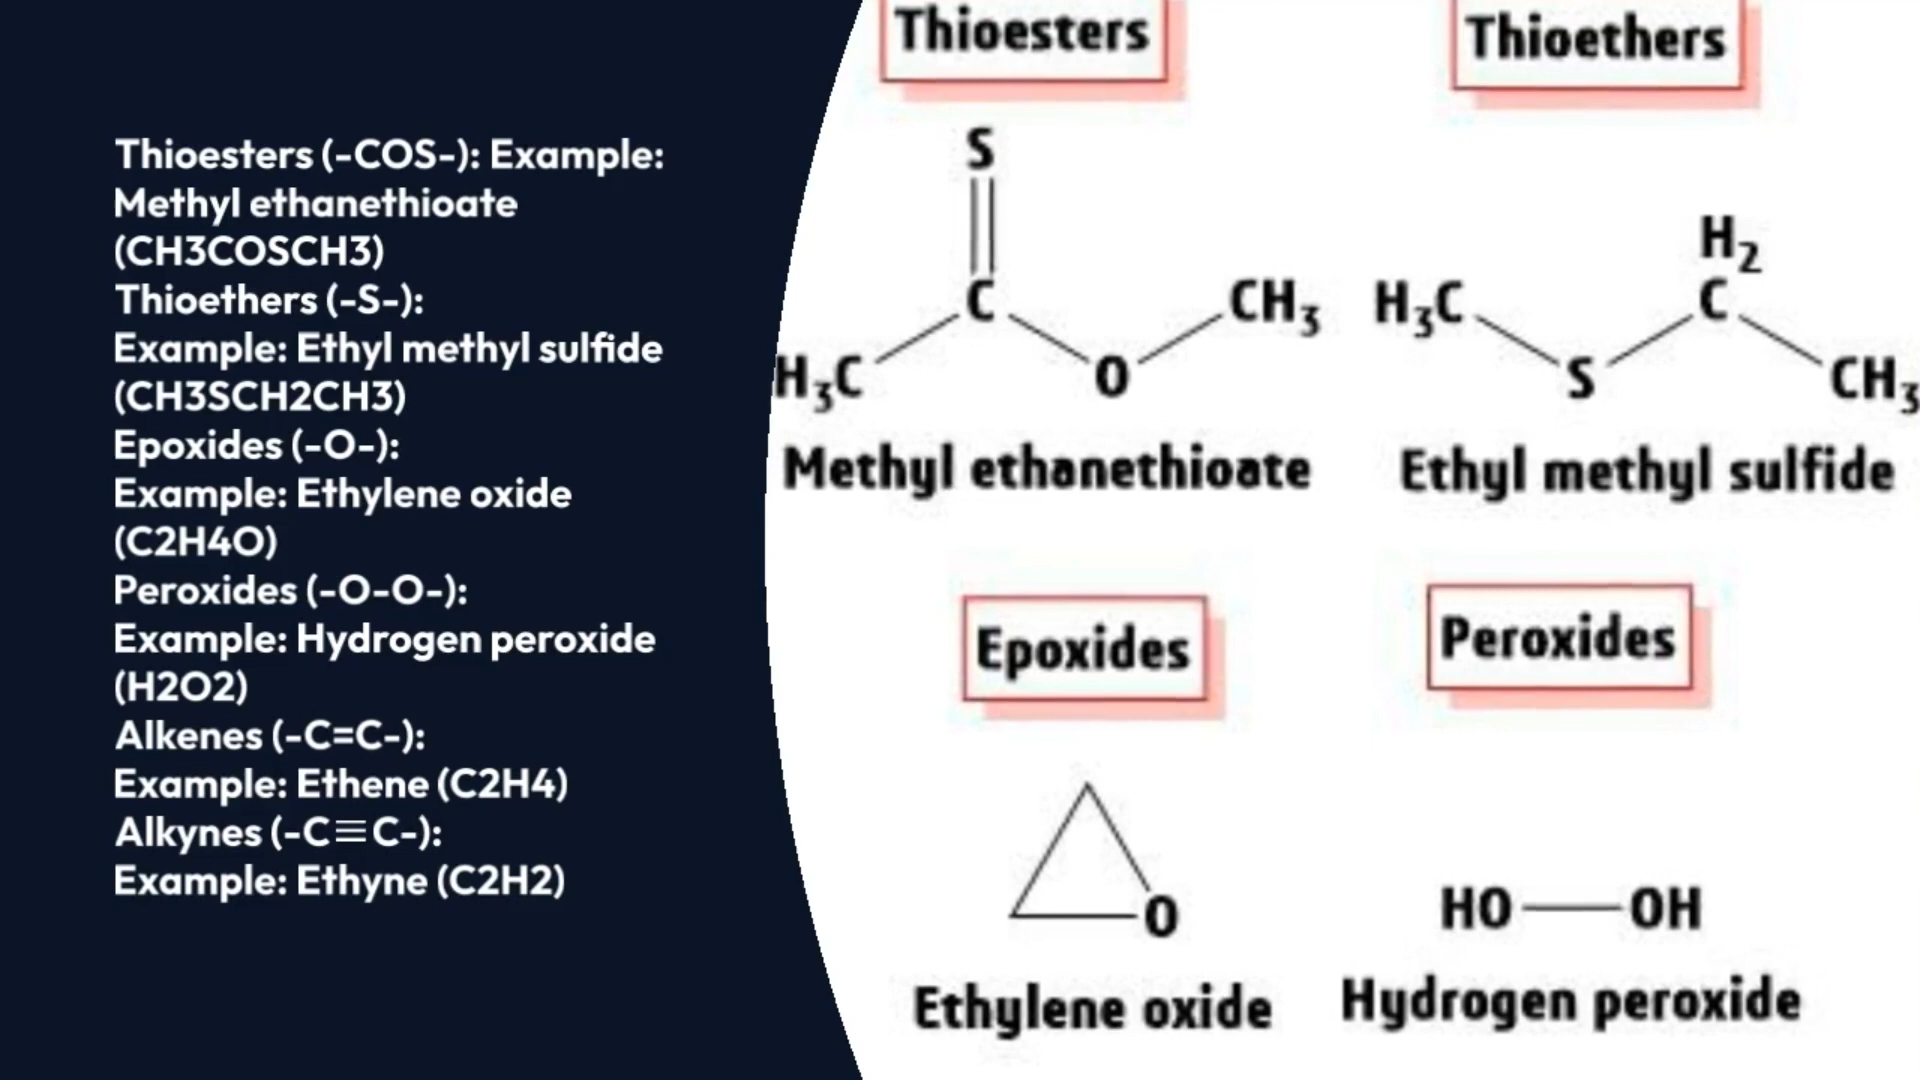 Thioesters (-COS-): Example:
Methyl ethanethioate
(CH3COSCH3)
Thioethers (-S-):
Example: Ethyl methyl sulfide
(CH3SCH2CH3)
Epoxides (-O-):
Example: Ethylene oxide
(C2H4O)
Peroxides (-O-O-):
Example: Hydrogen peroxide
(H2O2)
Alkenes (-C=C-):
Example: Ethene (C2H4)
Alkynes (-C≡C-):
Example: Ethyne (C2H2)
Thioesters
S
C
CH₃
H₃C
O
Methyl ethanethioate
Thioethers
H₂
H₃C
C
S
CH₃
Ethyl methyl sulfide
Epoxides
O
Ethylene oxide
Peroxides
HO—OH
Hydrogen peroxide